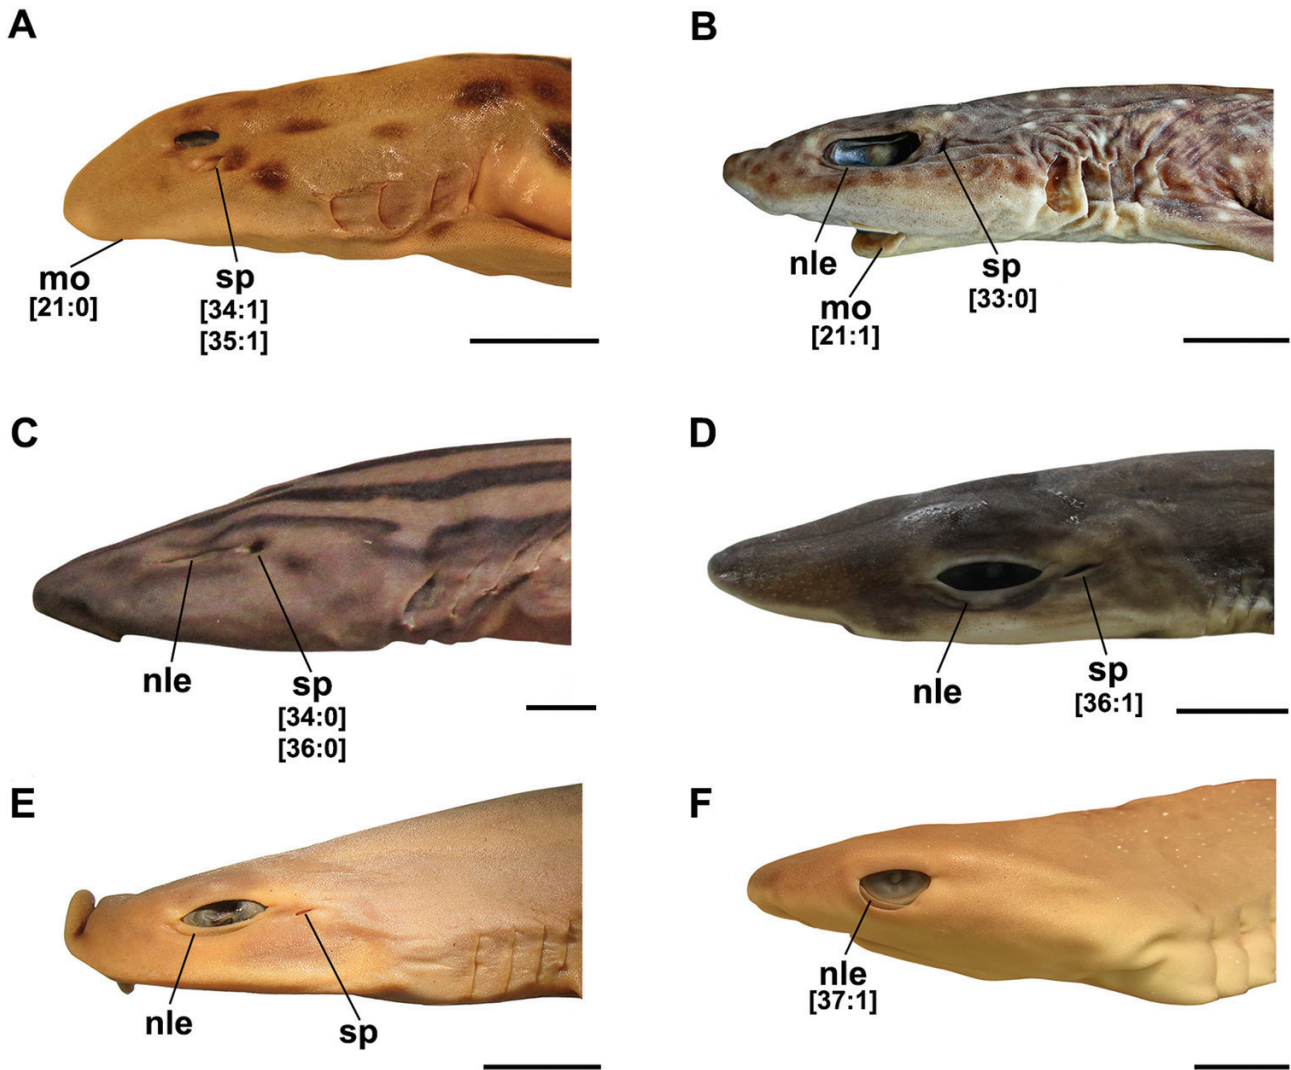 A
mo
[21:0]
sp
[34:1]
[35:1]
B
nle
mo
[21:1]
sp
[33:0]
C
nle
sp
[34:0]
[36:0]
D
nle
sp
[36:1]
E
nle
sp
F
nle
[37:1]